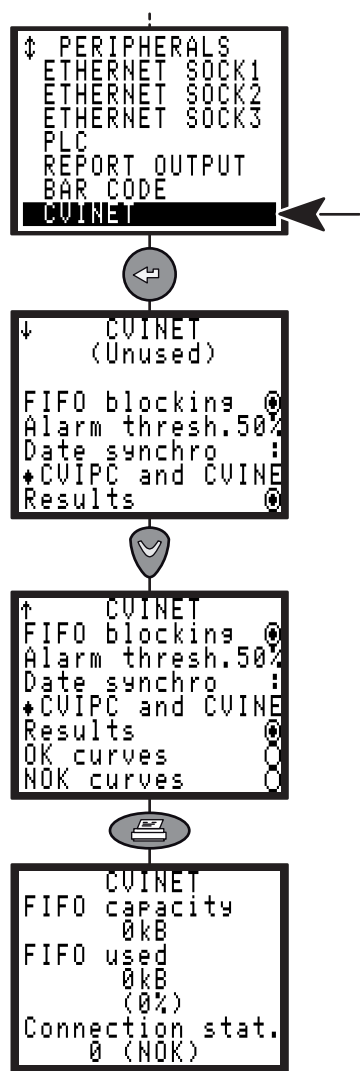 ↕ PERIPHERALS
ETHERNET SOCK1
ETHERNET SOCK2
ETHERNET SOCK3
PLC
REPORT OUTPUT
BAR CODE
CVINET
↓ CVINET
(Unused)
FIFO blocking ◉
Alarm thresh.50%
Date synchro :
♦CVIPC and CVINE
Results ◉
↑ CVINET
FIFO blocking ◉
Alarm thresh.50%
Date synchro :
♦CVIPC and CVINE
Results ◉
OK curves ○
NOK curves ○
CVINET
FIFO capacity
0kB
FIFO used
0kB
(0%)
Connection stat.
0 (NOK)